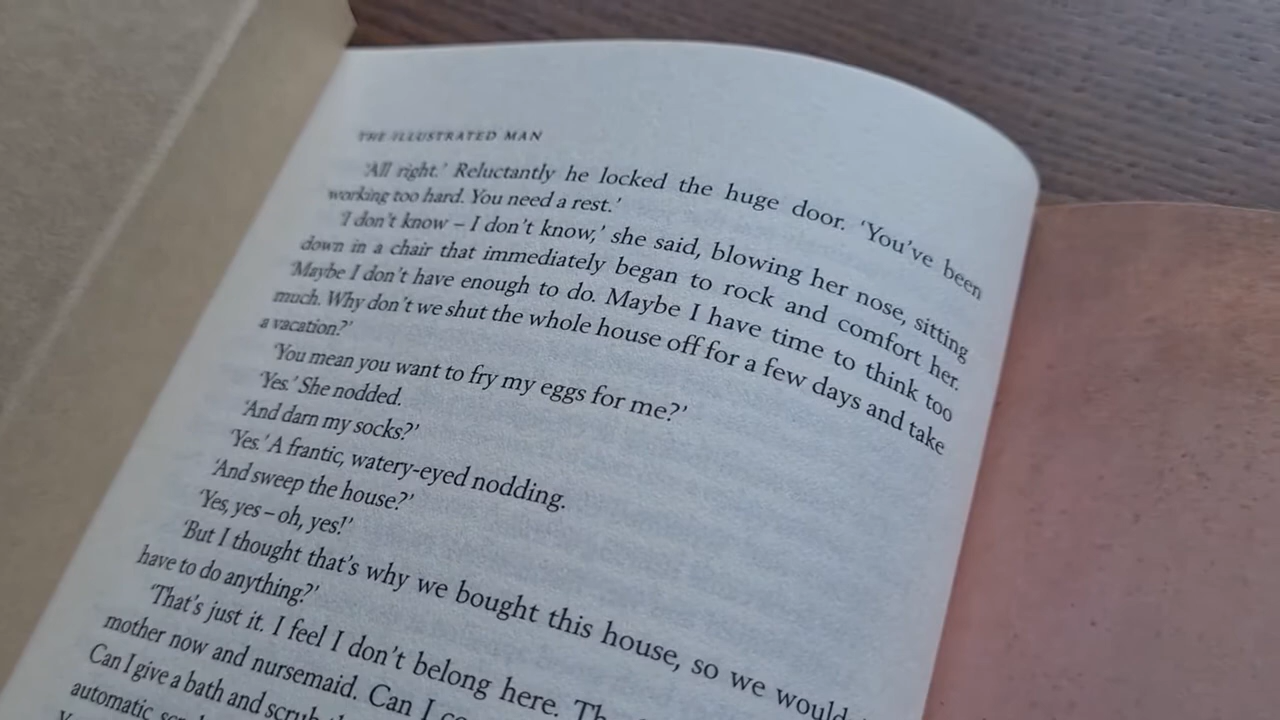 THE ILLUSTRATED MAN
'All right.' Reluctantly he locked the huge door. 'You've been
working too hard. You need a rest.'
'I don't know – I don't know,' she said, blowing her nose, sitting
down in a chair that immediately began to rock and comfort her.
'Maybe I don't have enough to do. Maybe I have time to think too
much. Why don't we shut the whole house off for a few days and take
a vacation?'
'You mean you want to fry my eggs for me?'
'Yes.' She nodded.
'And darn my socks?'
'Yes.' A frantic, watery-eyed nodding.
'And sweep the house?'
'Yes, yes – oh, yes!'
'But I thought that's why we bought this house, so we would
have to do anything?'
'That's just it. I feel I don't belong here.
mother now and nursemaid. Can I
Can I give a bath and scrub
automatic